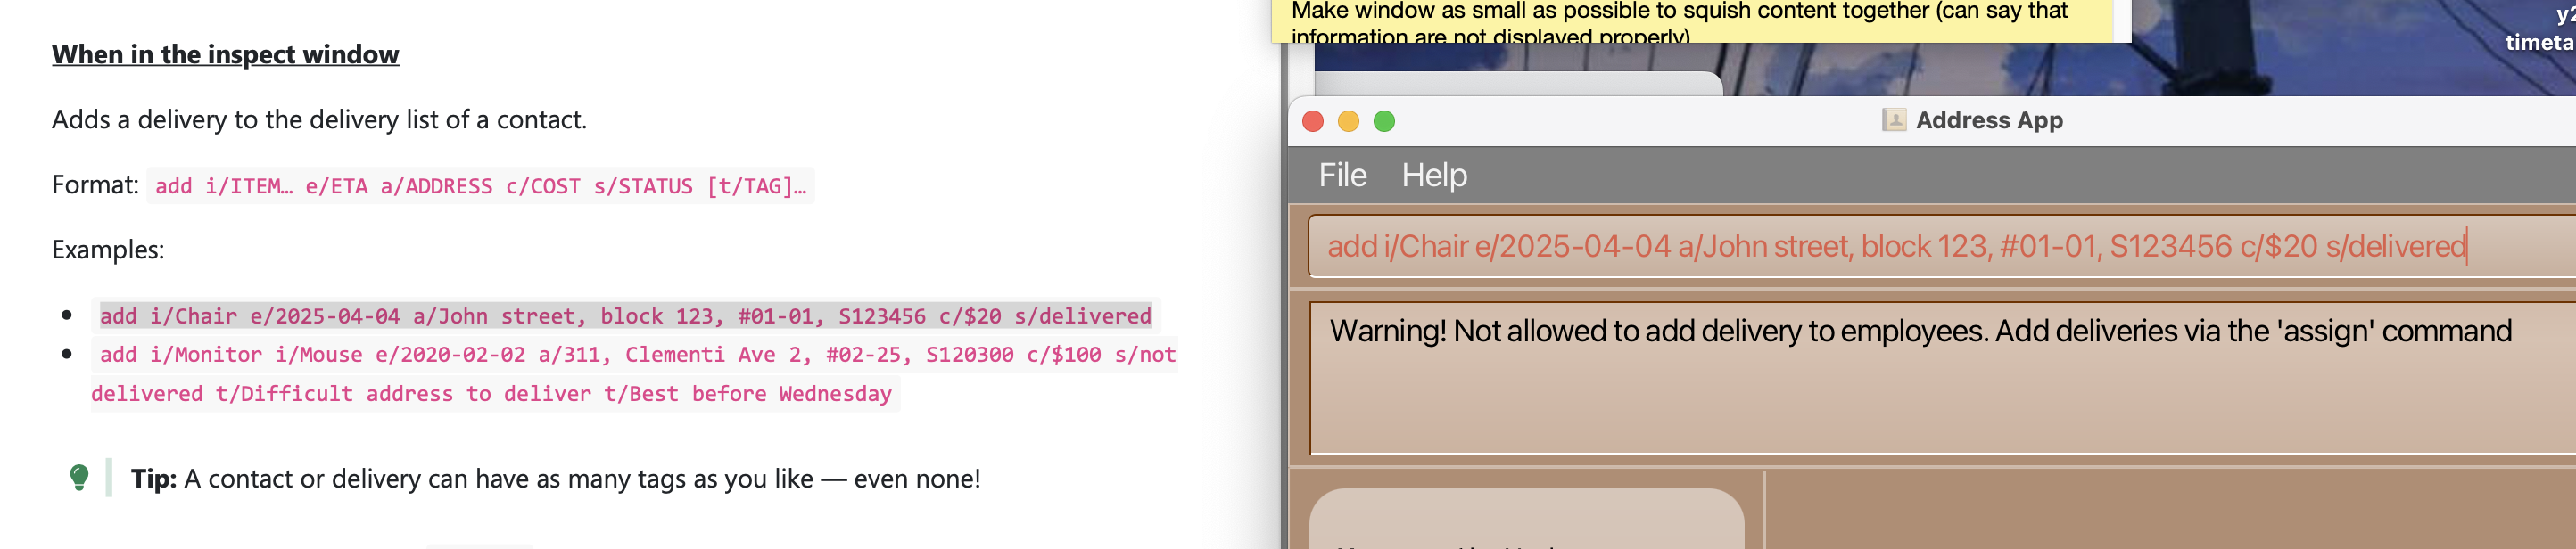 When in the inspect window
Adds a delivery to the delivery list of a contact.
Format: add i/ITEM… e/ETA a/ADDRESS c/COST s/STATUS [t/TAG]…
Examples:
add i/Chair e/2025-04-04 a/John street, block 123, #01-01, S123456 c/$20 s/delivered
add i/Monitor i/Mouse e/2020-02-02 a/311, Clementi Ave 2, #02-25, S120300 c/$100 s/not
delivered t/Difficult address to deliver t/Best before Wednesday
Tip: A contact or delivery can have as many tags as you like — even none!
Make window as small as possible to squish content together (can say that
information are not displayed properly)
timeta
Address App
File Help
add i/Chair e/2025-04-04 a/John street, block 123, #01-01, S123456 c/$20 s/delivered
Warning! Not allowed to add delivery to employees. Add deliveries via the 'assign' command